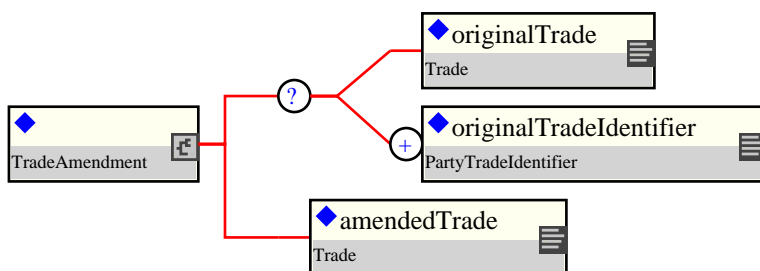 originalTrade
Trade
?
originalTradeIdentifier
PartyTradeIdentifier
+
TradeAmendment
amendedTrade
Trade